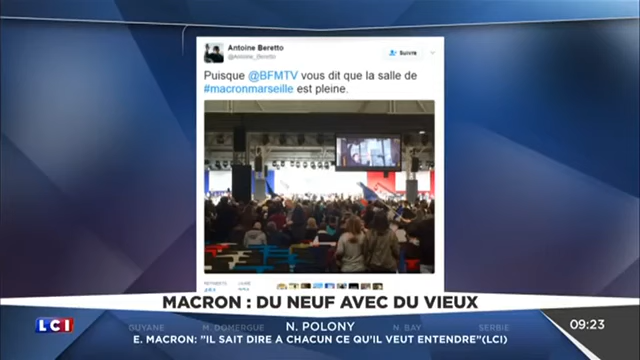 Antoine Beretto
@Antoine_Beretto
Suivre
Puisque @BFMTV vous dit que la salle de
#macronmarseille est pleine.
RETWEETS
MACRON : DU NEUF AVEC DU VIEUX
LCI
GUYANE M. DOMERGUE N. POLONY N. BAY SERBIE
09:23
E. MACRON: "IL SAIT DIRE A CHACUN CE QU'IL VEUT ENTENDRE"(LCI)